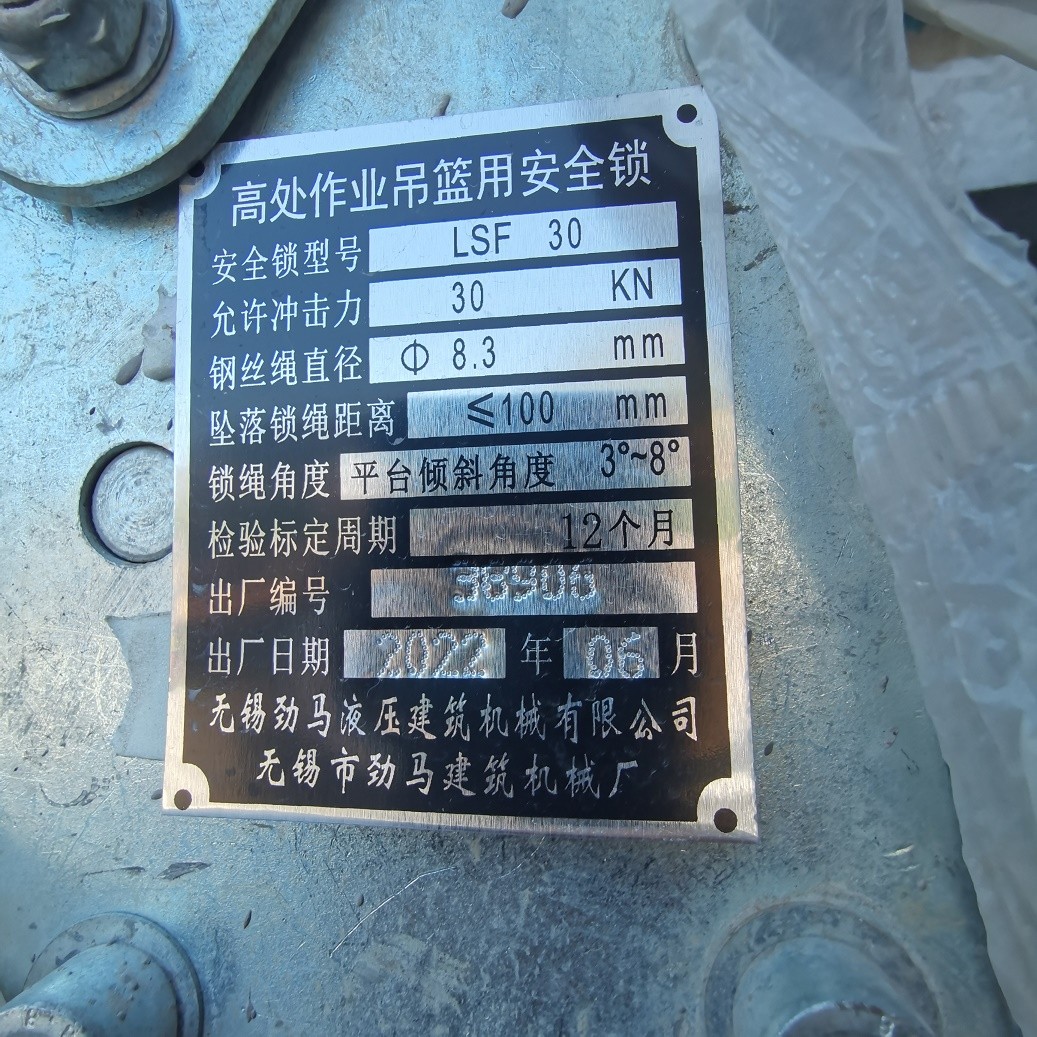 高处作业吊篮用安全锁
安全锁型号 LSF 30
允许冲击力 30 KN
钢丝绳直径 Φ 8.3 mm
坠落锁绳距离 ≤100 mm
锁绳角度 平台倾斜角度 3°~8°
检验标定周期 12个月
出厂编号 36906
出厂日期 2022 年 06 月
无锡劲马液压建筑机械有限公司
无锡市劲马建筑机械厂